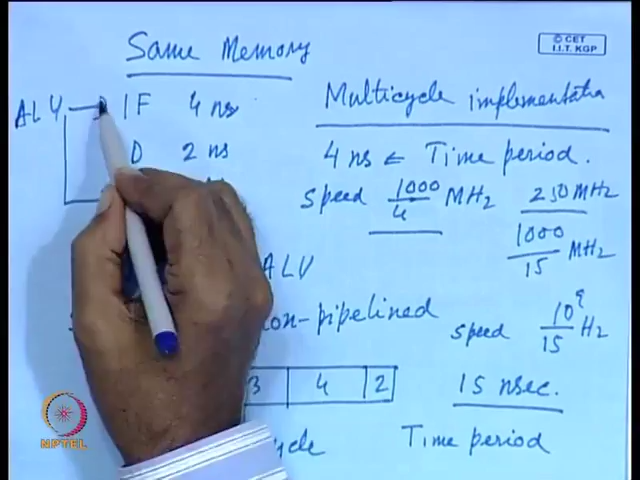 Same Memory
© CET
I.I.T. KGP
ALU IF 4 ns
D 2 ns
Multicycle implementation
4 ns ← Time period.
speed 1000/4 MHz 250 MHz
1000/15 MHz
ALU
non-pipelined
speed 10⁹/15 Hz
3 4 2
15 nsec.
cycle
Time period
NPTEL